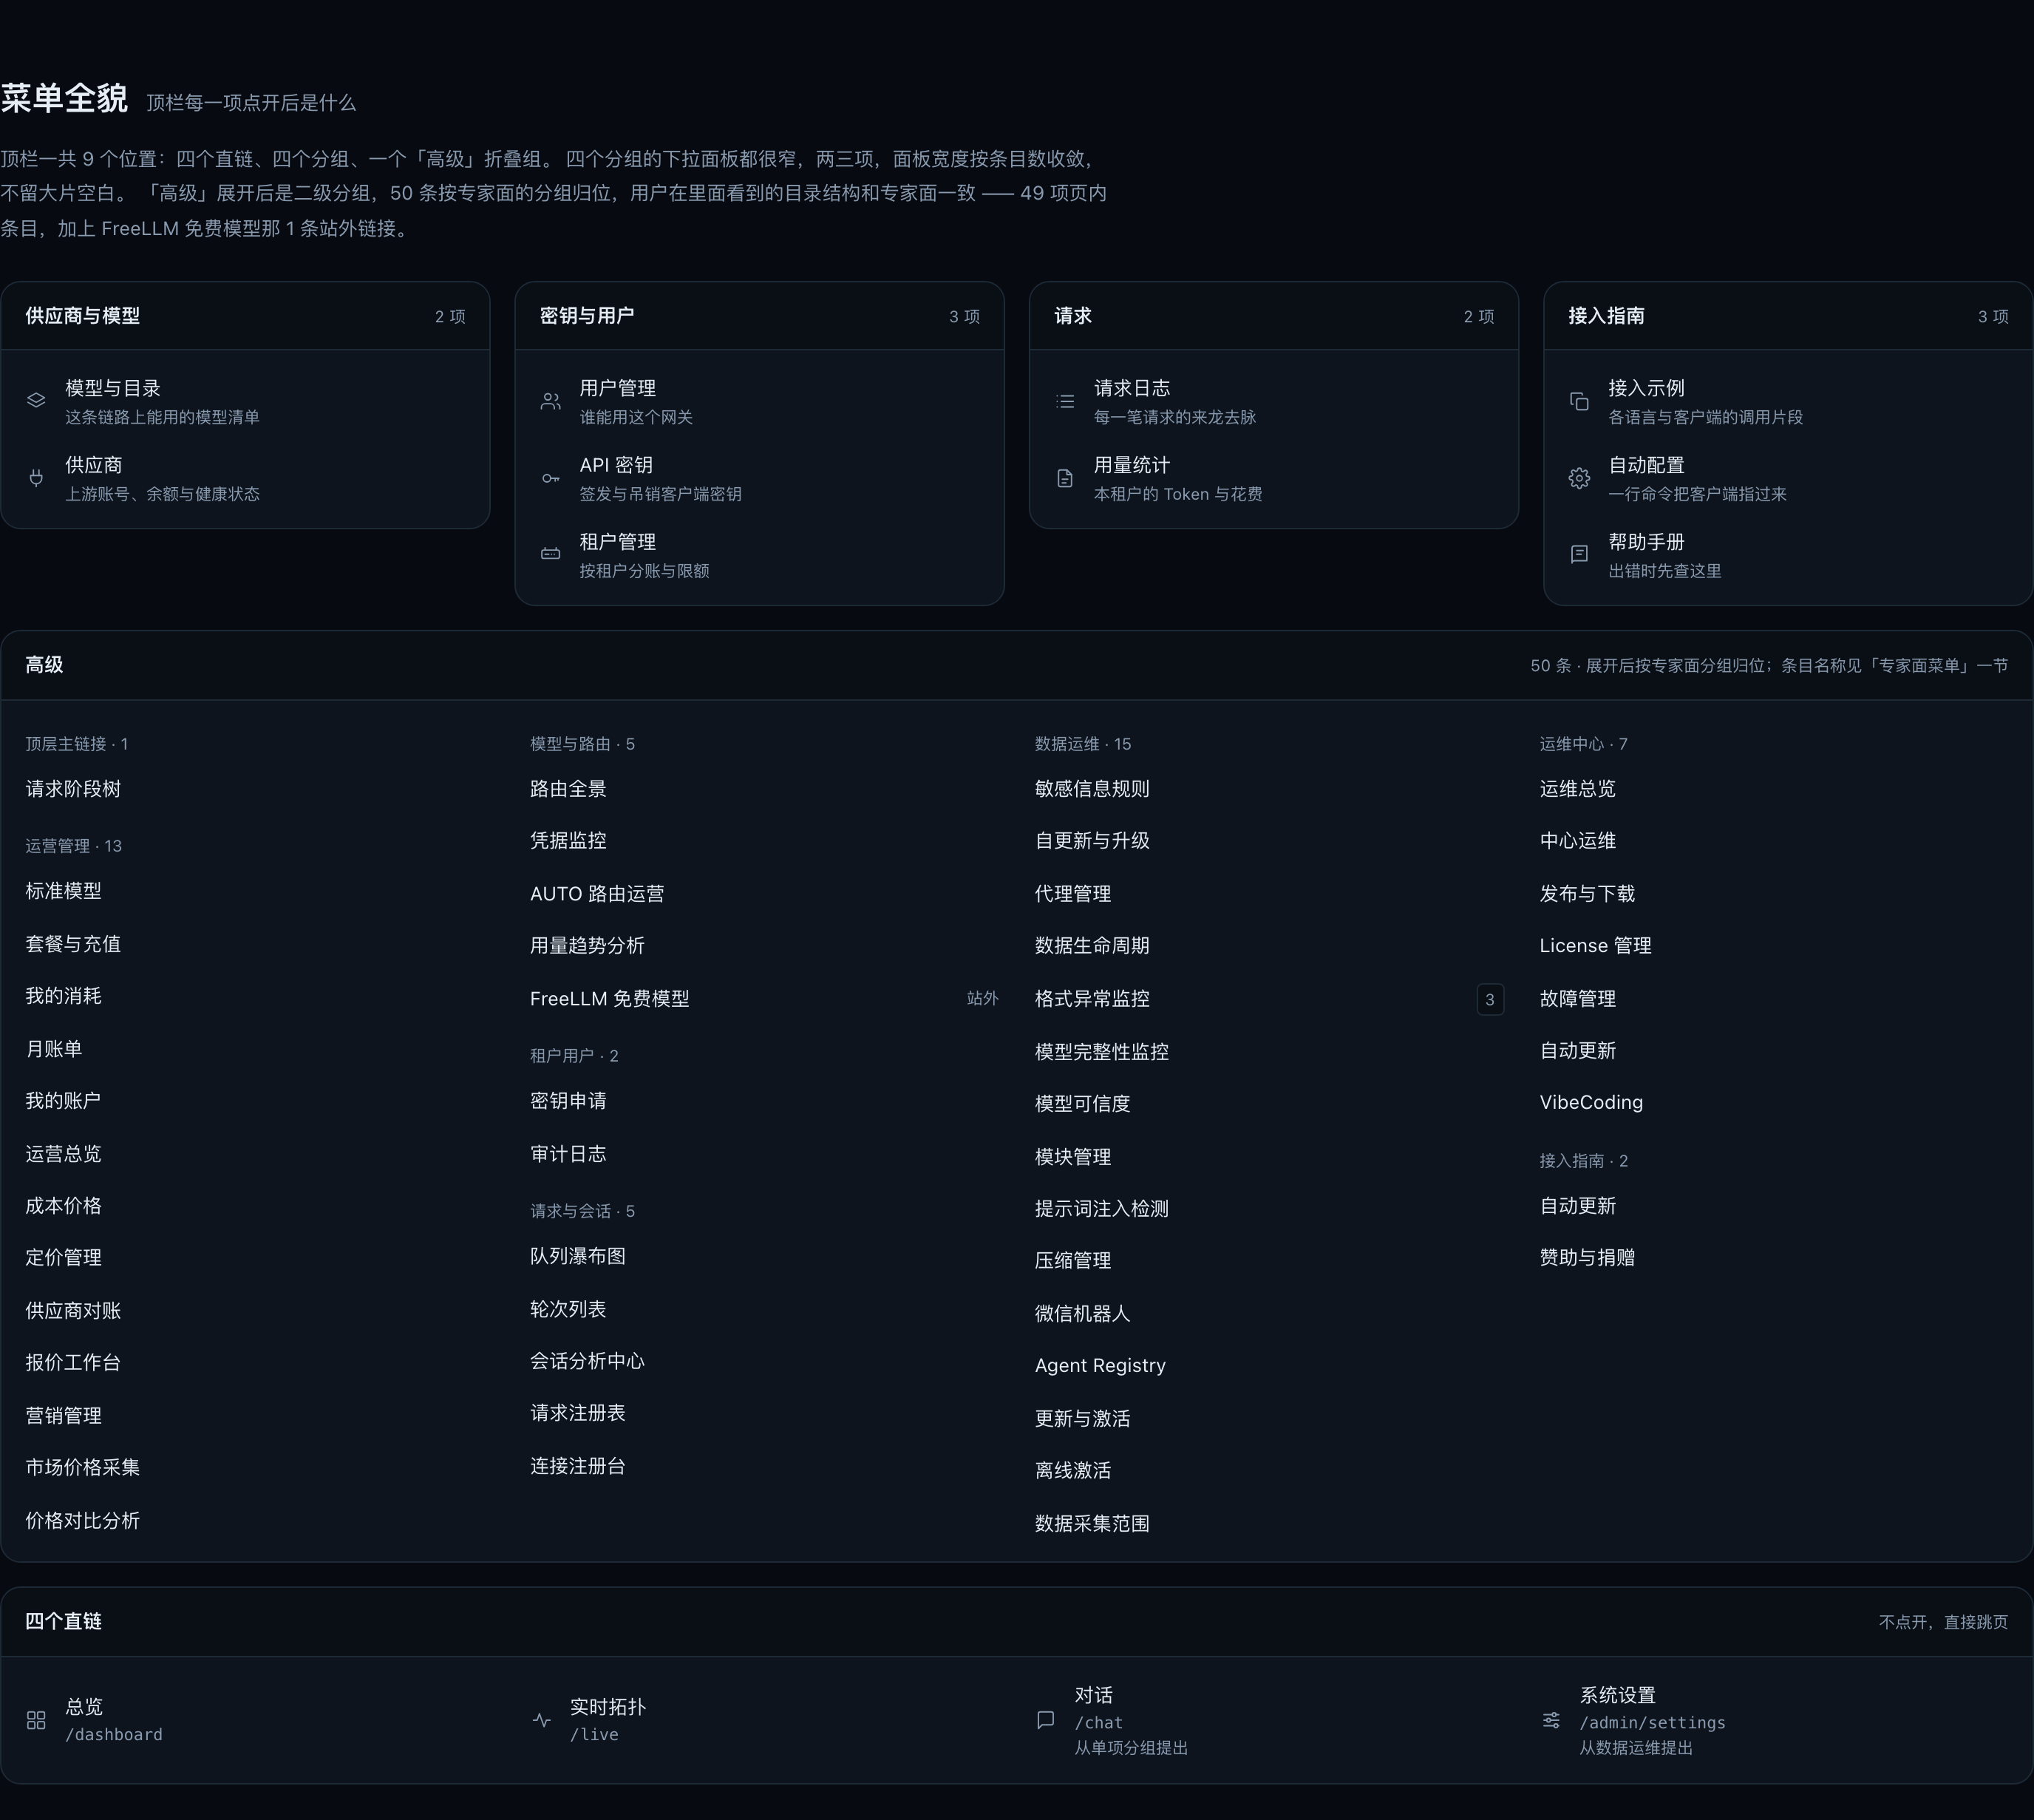 菜单全貌 顶栏每一项点开后是什么
顶栏一共 9 个位置：四个直链、四个分组、一个「高级」折叠组。 四个分组的下拉面板都很窄，两三项，面板宽度按条目数收敛，
不留大片空白。 「高级」展开后是二级分组，50 条按专家面的分组归位，用户在里面看到的目录结构和专家面一致 —— 49 项页内
条目，加上 FreeLLM 免费模型那 1 条站外链接。
供应商与模型 2 项
模型与目录
这条链路上能用的模型清单
供应商
上游账号、余额与健康状态
密钥与用户 3 项
用户管理
谁能用这个网关
API 密钥
签发与吊销客户端密钥
租户管理
按租户分账与限额
请求 2 项
请求日志
每一笔请求的来龙去脉
用量统计
本租户的 Token 与花费
接入指南 3 项
接入示例
各语言与客户端的调用片段
自动配置
一行命令把客户端指过来
帮助手册
出错时先查这里
高级 50 条 · 展开后按专家面分组归位；条目名称见「专家面菜单」一节
顶层主链接 · 1
请求阶段树
运营管理 · 13
标准模型
套餐与充值
我的消耗
月账单
我的账户
运营总览
成本价格
定价管理
供应商对账
报价工作台
营销管理
市场价格采集
价格对比分析
模型与路由 · 5
路由全景
凭据监控
AUTO 路由运营
用量趋势分析
FreeLLM 免费模型 站外
租户用户 · 2
密钥申请
审计日志
请求与会话 · 5
队列瀑布图
轮次列表
会话分析中心
请求注册表
连接注册台
数据运维 · 15
敏感信息规则
自更新与升级
代理管理
数据生命周期
格式异常监控 3
模型完整性监控
模型可信度
模块管理
提示词注入检测
压缩管理
微信机器人
Agent Registry
更新与激活
离线激活
数据采集范围
运维中心 · 7
运维总览
中心运维
发布与下载
License 管理
故障管理
自动更新
VibeCoding
接入指南 · 2
自动更新
赞助与捐赠
四个直链 不点开，直接跳页
总览
/dashboard
实时拓扑
/live
对话
/chat
从单项分组提出
系统设置
/admin/settings
从数据运维提出